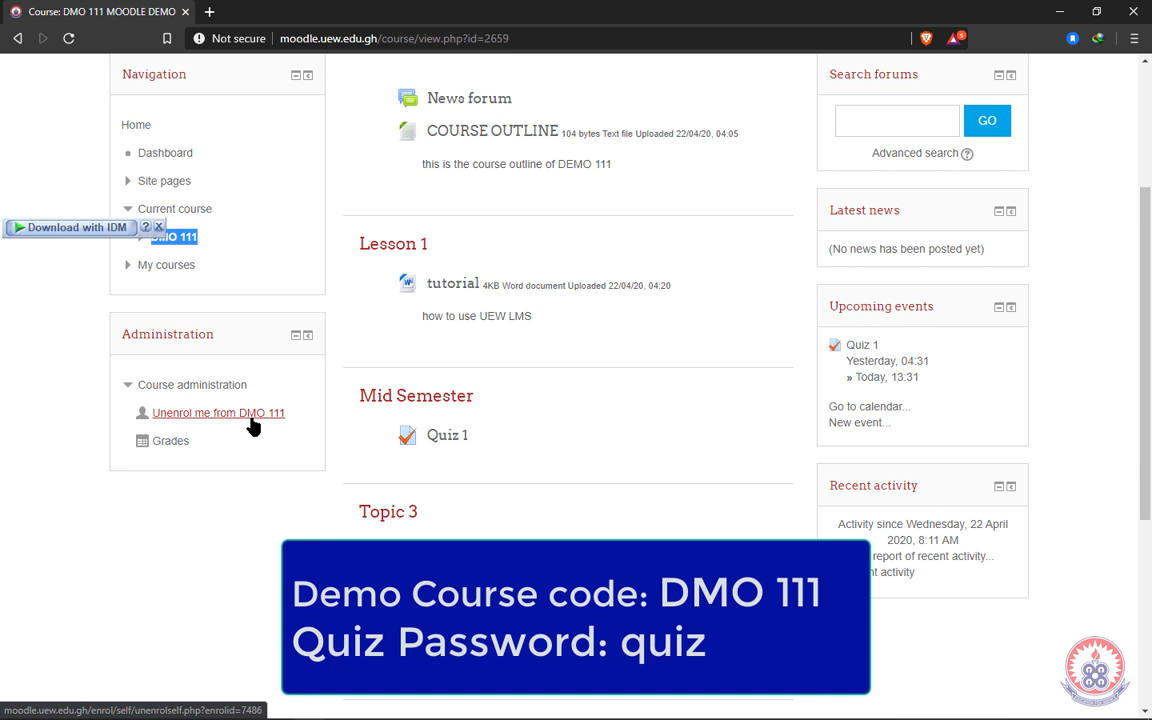 Course: DMO 111 MOODLE DEMO
Not secure
moodle.uew.edu.gh/course/view.php?id=2659
Navigation
Home
Dashboard
Site pages
Current course
Download with IDM
DMO 111
My courses
Administration
Course administration
Unenrol me from DMO 111
Grades
News forum
COURSE OUTLINE 104 bytes Text file Uploaded 22/04/20, 04:05
this is the course outline of DEMO 111
Lesson 1
tutorial 4KB Word document Uploaded 22/04/20, 04:20
how to use UEW LMS
Mid Semester
Quiz 1
Topic 3
Search forums
GO
Advanced search
Latest news
(No news has been posted yet)
Upcoming events
Quiz 1
Yesterday, 04:31
» Today, 13:31
Go to calendar...
New event...
Recent activity
Activity since Wednesday, 22 April
2020, 8:11 AM
report of recent activity...
activity
Demo Course code: DMO 111
Quiz Password: quiz
moodle.uew.edu.gh/enrol/self/unenrolself.php?enrolid=7486